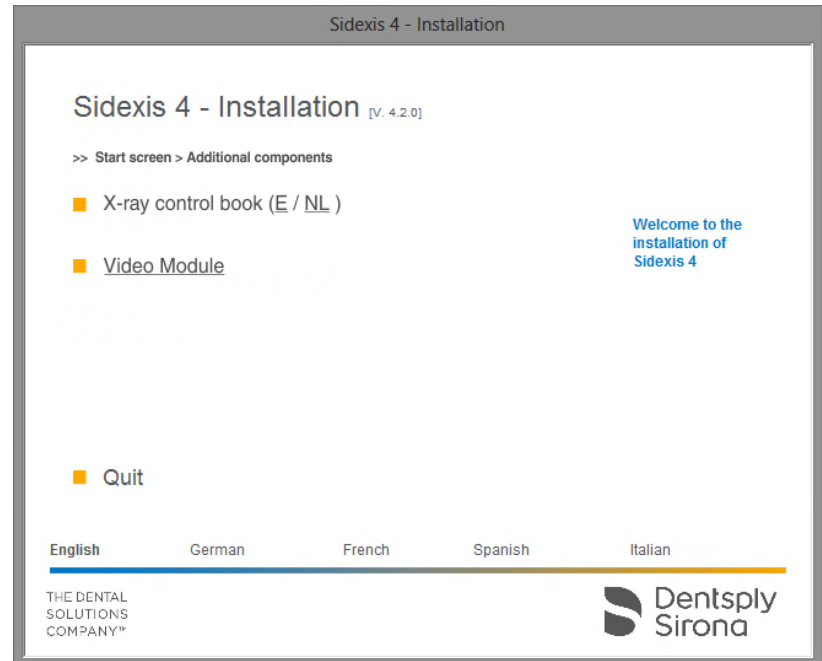 Sidexis 4 - Installation
Sidexis 4 - Installation [V. 4.2.0]
>> Start screen > Additional components
X-ray control book (E / NL )
Welcome to the
installation of
Sidexis 4
Video Module
Quit
English German French Spanish Italian
THE DENTAL
SOLUTIONS
COMPANY™
Dentsply
Sirona